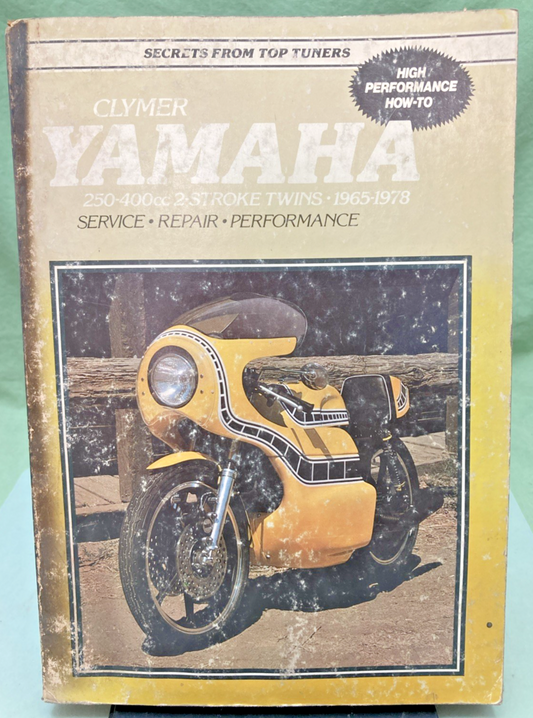 SECRETS FROM TOP TUNERS
HIGH
PERFORMANCE
HOW-TO
CLYMER
YAMAHA
250-400cc 2-STROKE TWINS • 1965-1978
SERVICE • REPAIR • PERFORMANCE